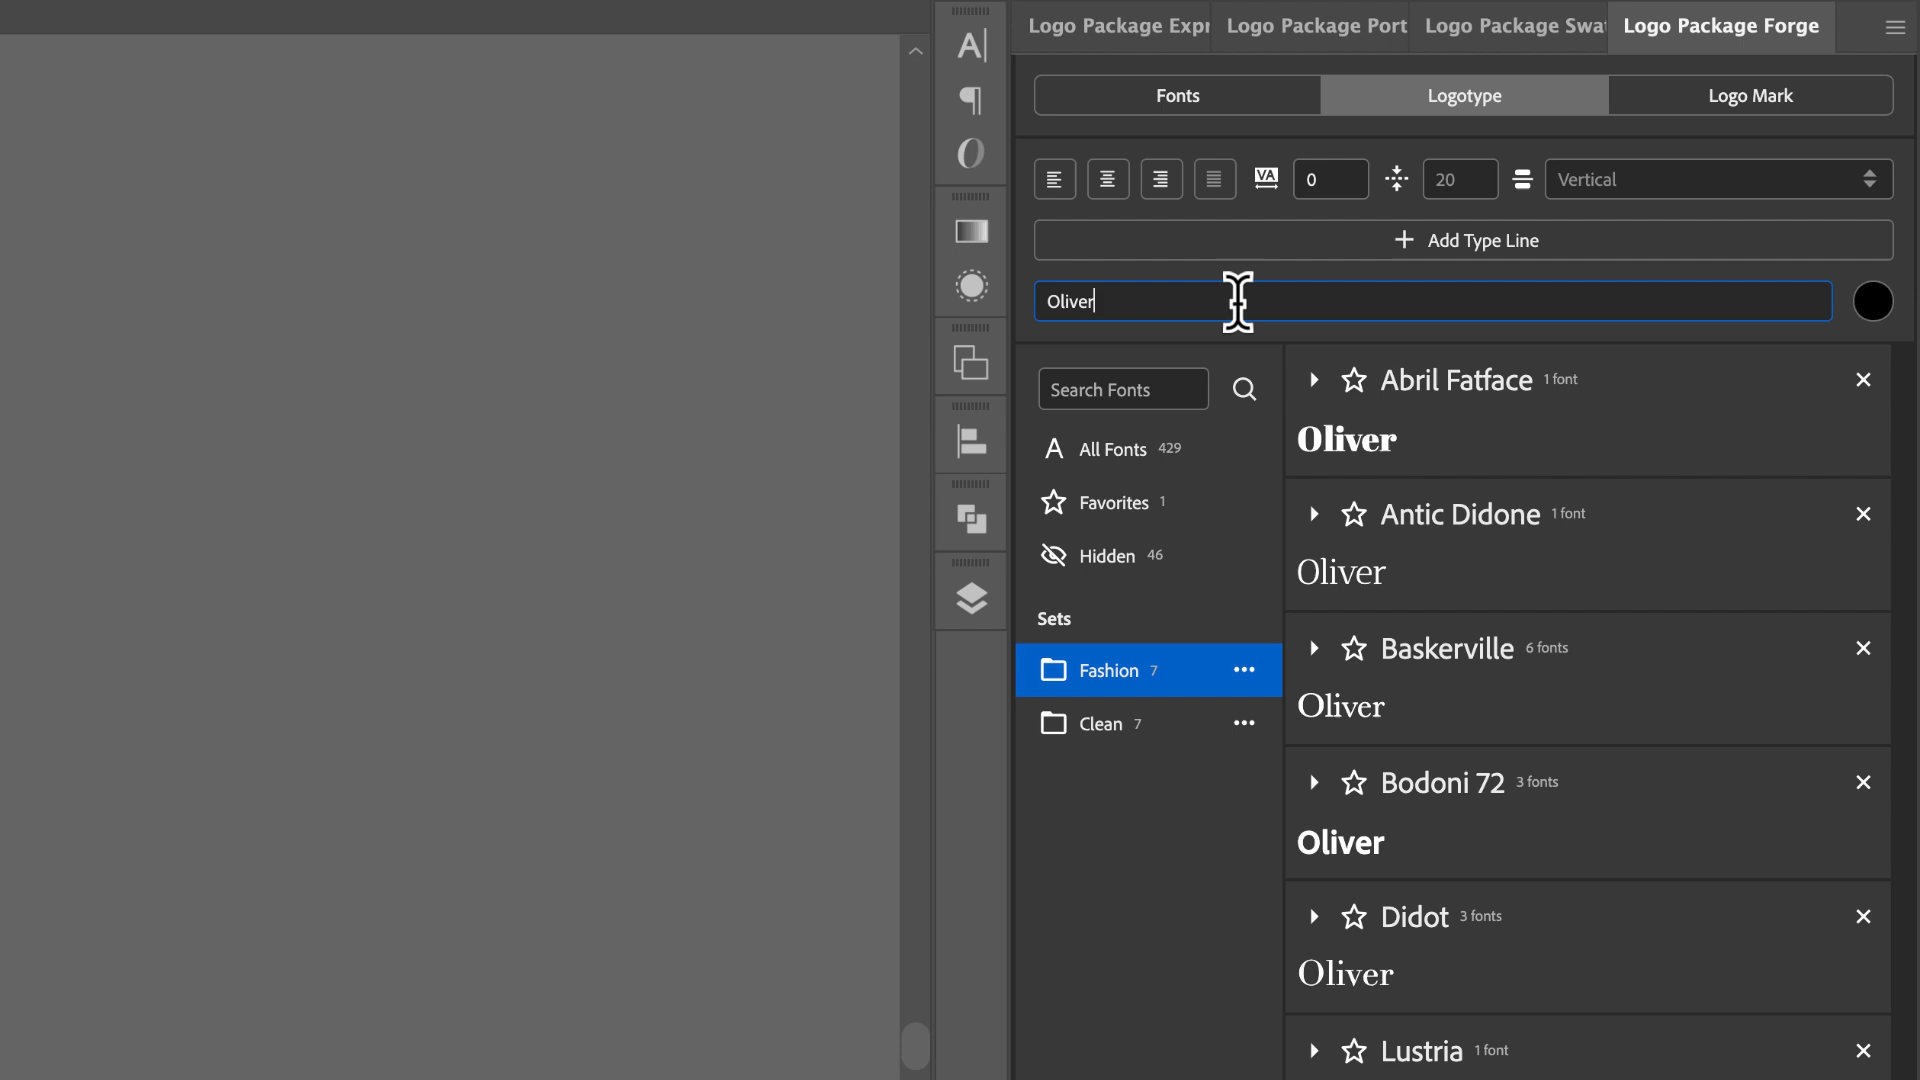 Logo Package Expr
Logo Package Port
Logo Package Swa
Logo Package Forge
Fonts
Logotype
Logo Mark
VA
0
20
Vertical
Add Type Line
Oliver
Search Fonts
All Fonts 429
Favorites 1
Hidden 46
Sets
Fashion 7
Clean 7
Abril Fatface 1 font
Oliver
Antic Didone 1 font
Oliver
Baskerville 6 fonts
Oliver
Bodoni 72 3 fonts
Oliver
Didot 3 fonts
Oliver
Lustria 1 font